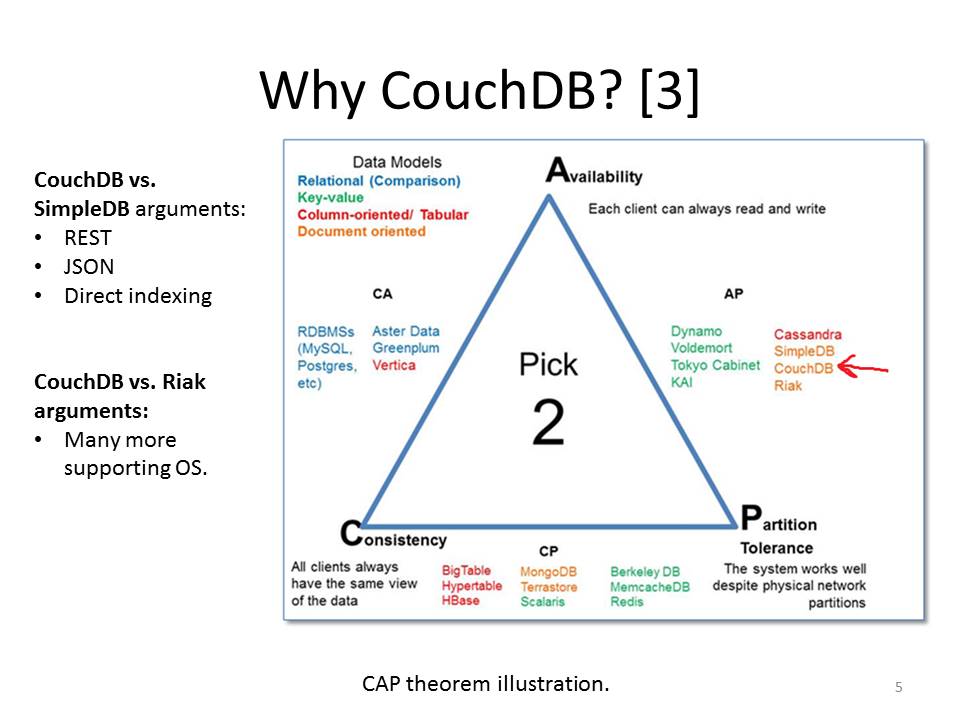 Why CouchDB? [3]
CouchDB vs.
SimpleDB arguments:
• REST
• JSON
• Direct indexing
CouchDB vs. Riak
arguments:
• Many more
supporting OS.
Data Models
Relational (Comparison)
Key-value
Column-oriented/ Tabular
Document oriented
Availability
Each client can always read and write
CA
RDBMSs
(MySQL,
Postgres,
etc)
Aster Data
Greenplum
Vertica
Pick
2
AP
Dynamo
Voldemort
Tokyo Cabinet
KAI
Cassandra
SimpleDB
CouchDB
Riak
Consistency
All clients always
have the same view
of the data
CP
BigTable
Hypertable
HBase
MongoDB
Terrastore
Scalaris
Berkeley DB
MemcacheDB
Redis
Partition
Tolerance
The system works well
despite physical network
partitions
CAP theorem illustration.
5